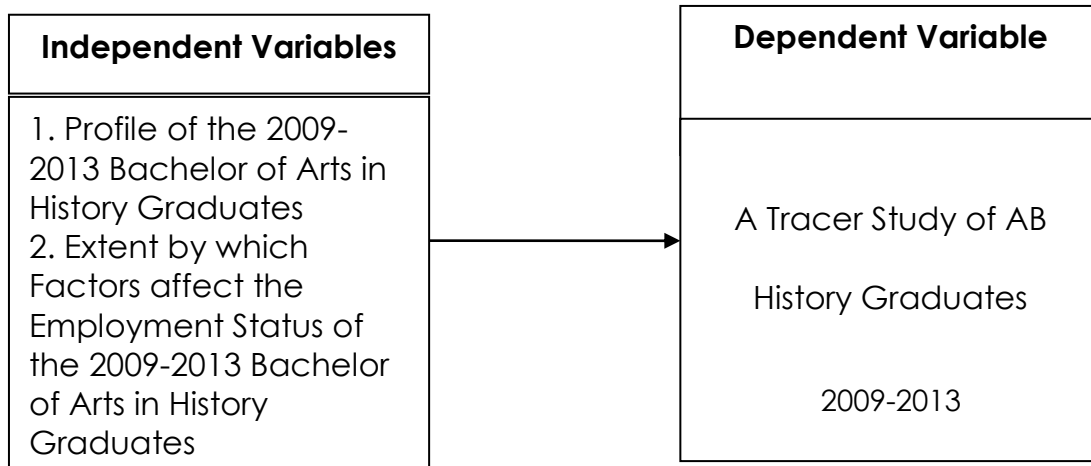 Independent Variables
1. Profile of the 2009-
2013 Bachelor of Arts in
History Graduates
2. Extent by which
Factors affect the
Employment Status of
the 2009-2013 Bachelor
of Arts in History
Graduates
Dependent Variable
A Tracer Study of AB
History Graduates
2009-2013